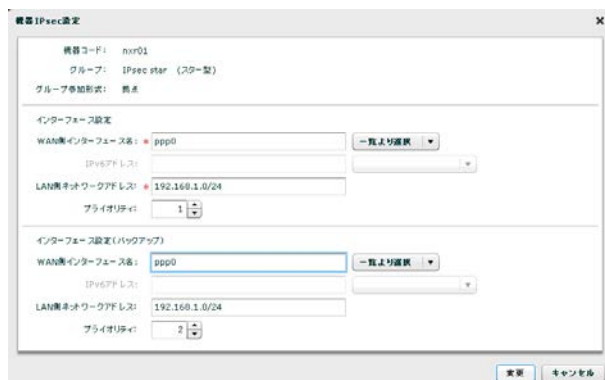 機器IPsec設定
機器コード: nxr01
グループ: IPsec star （スター型）
グループ参加形式: 拠点
インターフェース設定
WAN側インターフェース名: * ppp0 一覧より選択 ▼
IPv6アドレス:
LAN側ネットワークアドレス: * 192.168.1.0/24
プライオリティ: 1
インターフェース設定(バックアップ)
WAN側インターフェース名: ppp0 一覧より選択 ▼
IPv6アドレス:
LAN側ネットワークアドレス: 192.168.1.0/24
プライオリティ: 2
変更 キャンセル